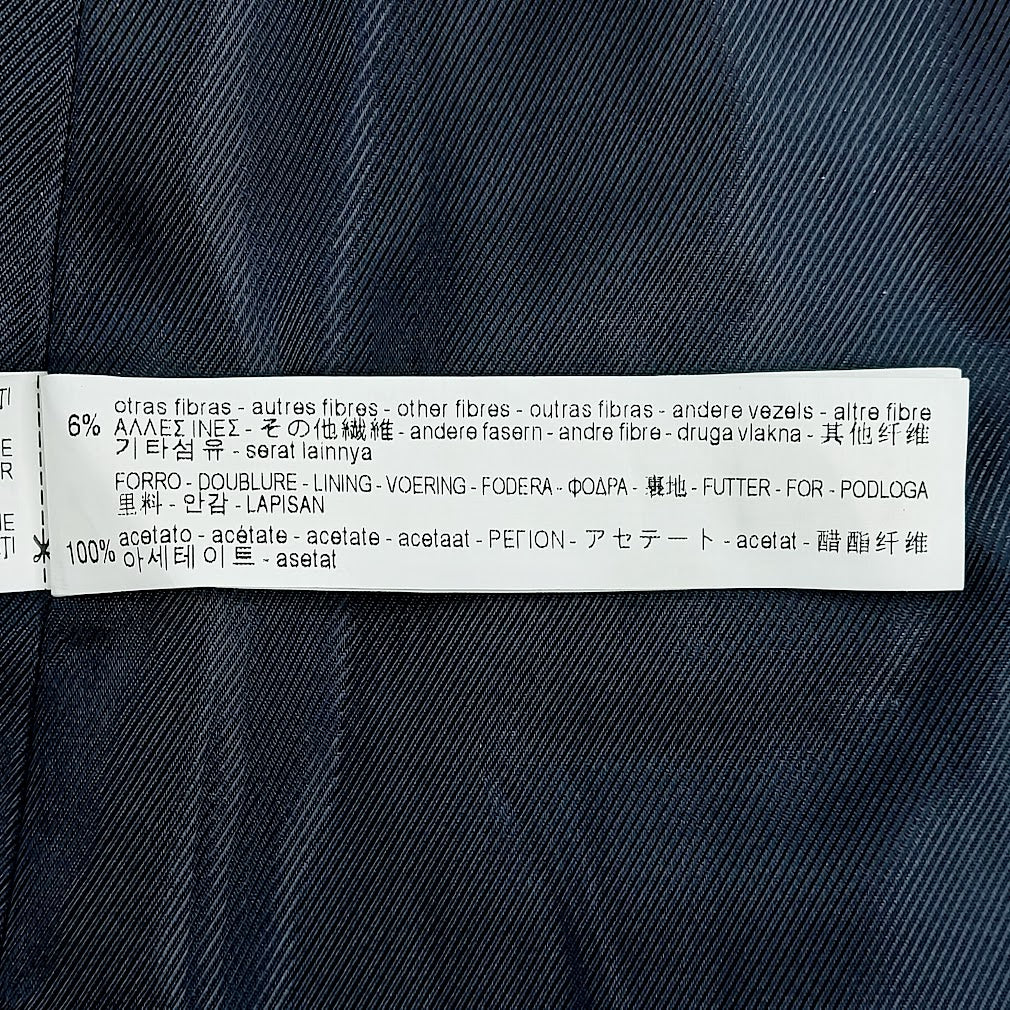 6% otras fibras - autres fibres - other fibres - outras fibras - andere vezels - altre fibre
ΑΛΛΕΣ ΙΝΕΣ - その他繊維 - andere fasern - andre fibre - druga vlakna - 其他纤维
기타섬유 - serat lainnya
FORRO - DOUBLURE - LINING - VOERING - FODERA - ΦΟΔΡΑ - 裏地 - FUTTER - FOR - PODLOGA
里料 - 안감 - LAPISAN
100% acetato - acétate - acetate - acetaat - ΡΕΓΙΟΝ - アセテート - acetat - 醋酯纤维
아세테이트 - asetat